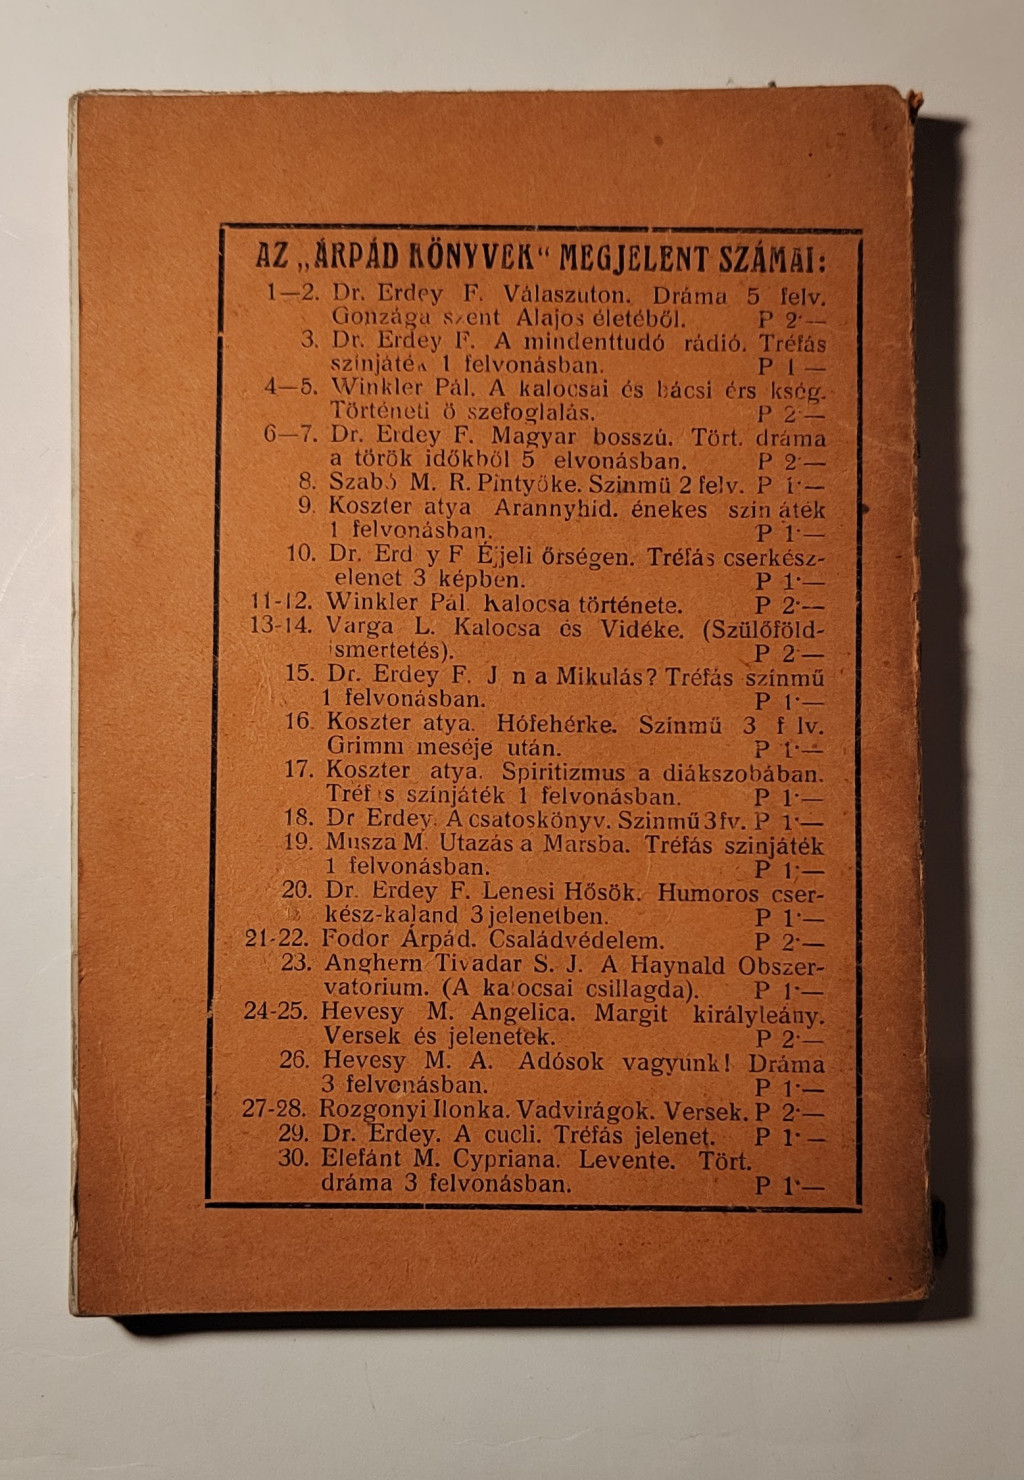 AZ „ÁRPÁD KÖNYVEK“ MEGJELENT SZÁMAI:
1—2. Dr. Erdey F. Válaszuton. Dráma 5 felv.
Gonzága szent Alajos életéből. P 2·—
3. Dr. Erdey F. A mindenttudó rádió. Tréfás
színjáték 1 felvonásban. P 1 —
4—5. Winkler Pál. A kalocsai és bácsi érs kség.
Történeti ö szefoglalás. P 2·—
6—7. Dr. Erdey F. Magyar bosszú. Tört. dráma
a török időkből 5 elvonásban. P 2·—
8. Szabó M. R. Pintyőke. Szinmű 2 felv. P 1·—
9. Koszter atya Arannyhid. énekes szin áték
1 felvonásban. P 1·—
10. Dr. Erd y F Éjjeli őrségen. Tréfás cserkész-
elenet 3 képben. P 1·—
11-12. Winkler Pál. Kalocsa története. P 2·—
13-14. Varga L. Kalocsa és Vidéke. (Szülőföld-
ismertetés). P 2·—
15. Dr. Erdey F. J n a Mikulás? Tréfás színmű
1 felvonásban. P 1·—
16. Koszter atya. Hófehérke. Szinmű 3 f lv.
Grimm meséje után. P 1·—
17. Koszter atya. Spiritizmus a diákszobában.
Tréf s színjáték 1 felvonásban. P 1·—
18. Dr Erdey. A csatoskönyv. Szinmű 3 fv. P 1·—
19. Musza M. Utazás a Marsba. Tréfás szinjáték
1 felvonásban. P 1·—
20. Dr. Erdey F. Lenesi Hősök. Humoros cser-
kész-kaland 3 jelenetben. P 1·—
21-22. Fodor Árpád. Családvédelem. P 2·—
23. Anghern Tivadar S. J. A Haynald Obszer-
vatorium. (A kalocsai csillagda). P 1·—
24-25. Hevesy M. Angelica. Margit királyleány.
Versek és jelenetek. P 2·—
26. Hevesy M. A. Adósok vagyunk! Dráma
3 felvonásban. P 1·—
27-28. Rozgonyi Ilonka. Vadvirágok. Versek. P 2·—
29. Dr. Erdey. A cucli. Tréfás jelenet. P 1·—
30. Elefánt M. Cypriana. Levente. Tört.
dráma 3 felvonásban. P 1·—